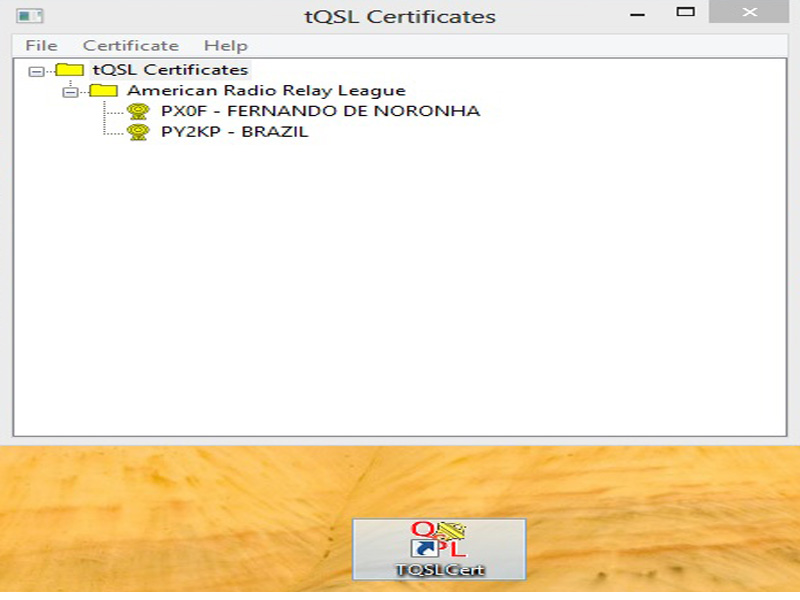 tQSL Certificates
File Certificate Help
tQSL Certificates
American Radio Relay League
PX0F - FERNANDO DE NORONHA
PY2KP - BRAZIL
QSL
TQSLCert